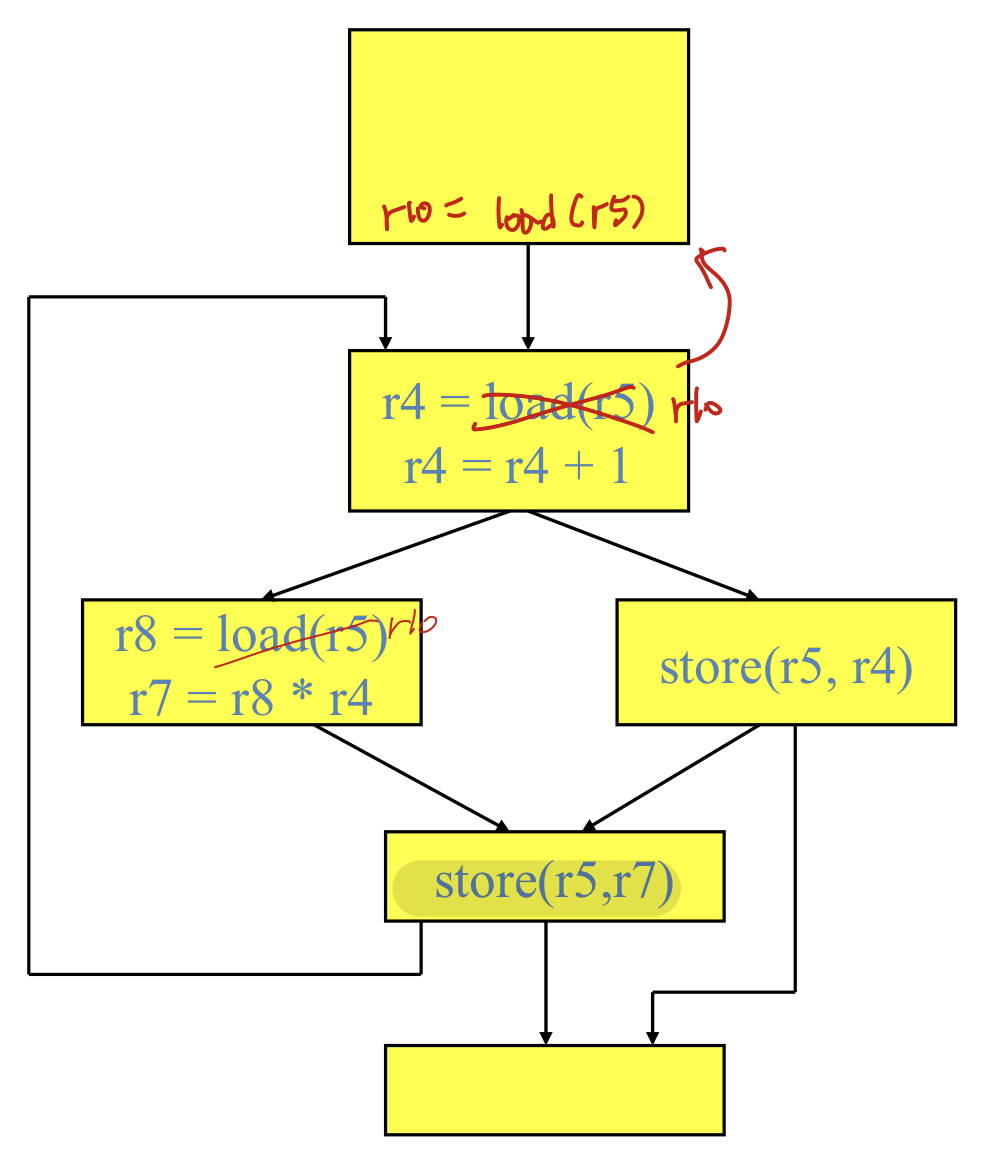 r10 = load(r5)
r4 = load(r5) r10
r4 = r4 + 1
r8 = load(r5) r10
r7 = r8 * r4
store(r5, r4)
store(r5,r7)